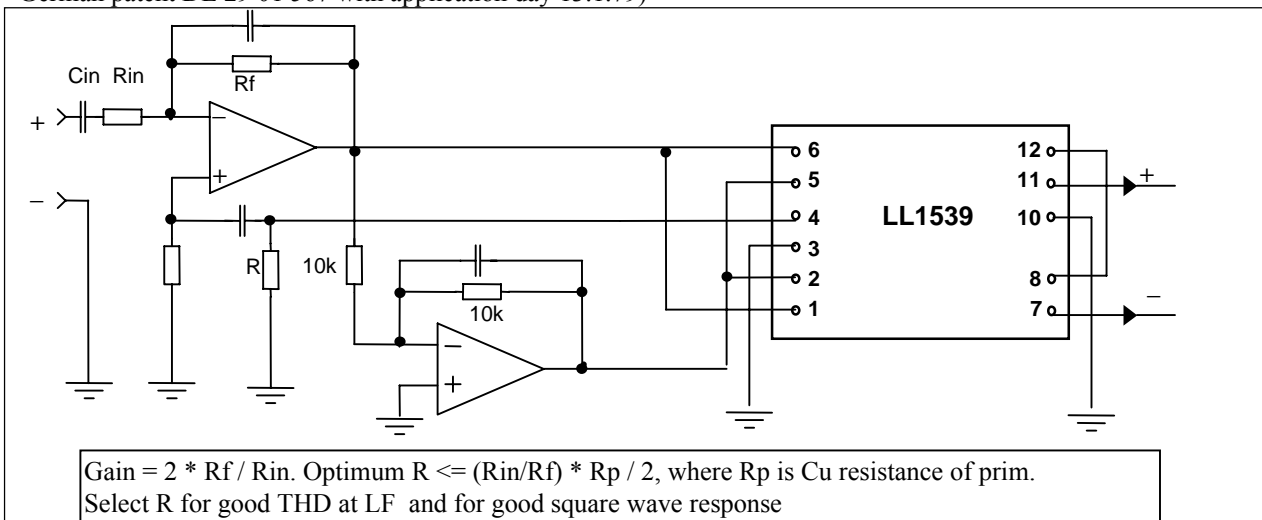 German patent DE 29 01 567 with application day 15.1.79)
Cin Rin
Rf
+
−
+
−
R
10k
10k
−
+
6
5
4
3
2
1
LL1539
12
11
10
8
7
+
−
Gain = 2 * Rf / Rin. Optimum R <= (Rin/Rf) * Rp / 2, where Rp is Cu resistance of prim.
Select R for good THD at LF and for good square wave response